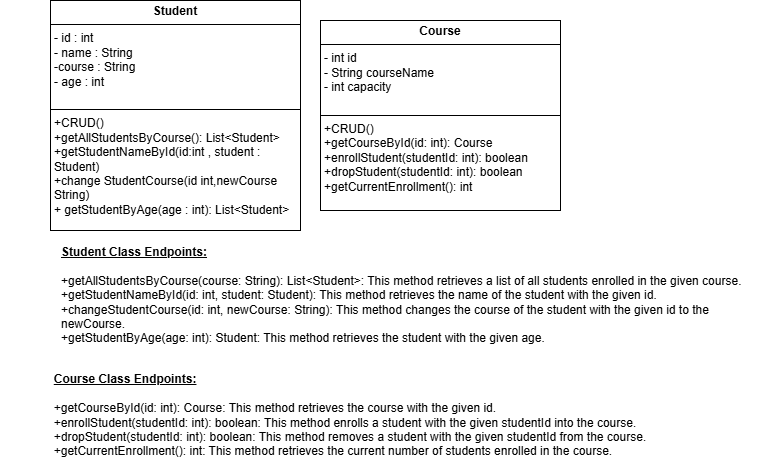 Student
- id : int
- name : String
-course : String
- age : int
+CRUD()
+getAllStudentsByCourse(): List<Student>
+getStudentNameById(id:int , student :
Student)
+change StudentCourse(id int,newCourse
String)
+ getStudentByAge(age : int): List<Student>
Course
- int id
- String courseName
- int capacity
+CRUD()
+getCourseById(id: int): Course
+enrollStudent(studentId: int): boolean
+dropStudent(studentId: int): boolean
+getCurrentEnrollment(): int
Student Class Endpoints:
+getAllStudentsByCourse(course: String): List<Student>: This method retrieves a list of all students enrolled in the given course.
+getStudentNameById(id: int, student: Student): This method retrieves the name of the student with the given id.
+changeStudentCourse(id: int, newCourse: String): This method changes the course of the student with the given id to the
newCourse.
+getStudentByAge(age: int): Student: This method retrieves the student with the given age.
Course Class Endpoints:
+getCourseById(id: int): Course: This method retrieves the course with the given id.
+enrollStudent(studentId: int): boolean: This method enrolls a student with the given studentId into the course.
+dropStudent(studentId: int): boolean: This method removes a student with the given studentId from the course.
+getCurrentEnrollment(): int: This method retrieves the current number of students enrolled in the course.